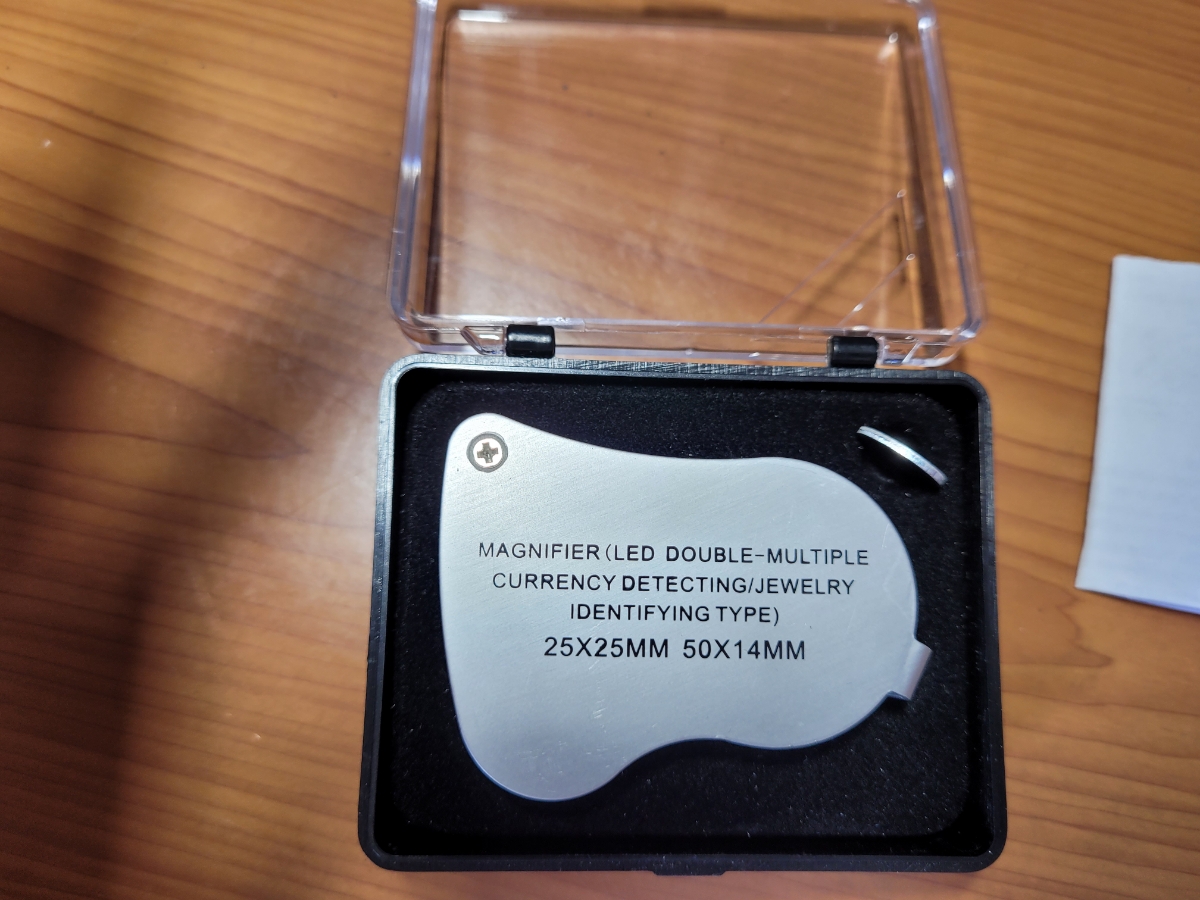 MAGNIFIER(LED DOUBLE-MULTIPLE
CURRENCY DETECTING/JEWELRY
IDENTIFYING TYPE)
25X25MM 50X14MM